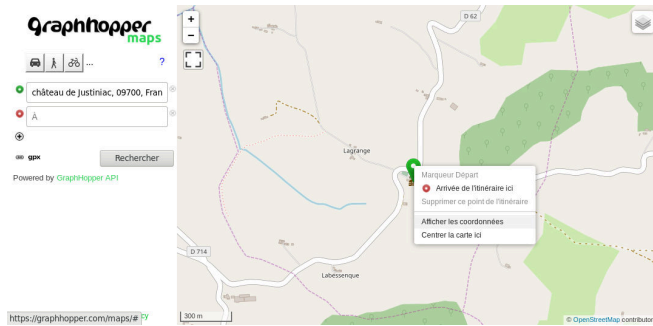 graphhopper
maps
...
?
château de Justiniac, 09700, Fran
À
gpx
Rechercher
Powered by GraphHopper API
https://graphhopper.com/maps/#
cy
+
−
D 62
Lagrange
Marqueur Départ
Arrivée de l'itinéraire ici
Supprimer ce point de l'itinéraire
Afficher les coordonnées
Centrer la carte ici
D 714
Labessenque
300 m
© OpenStreetMap contributor